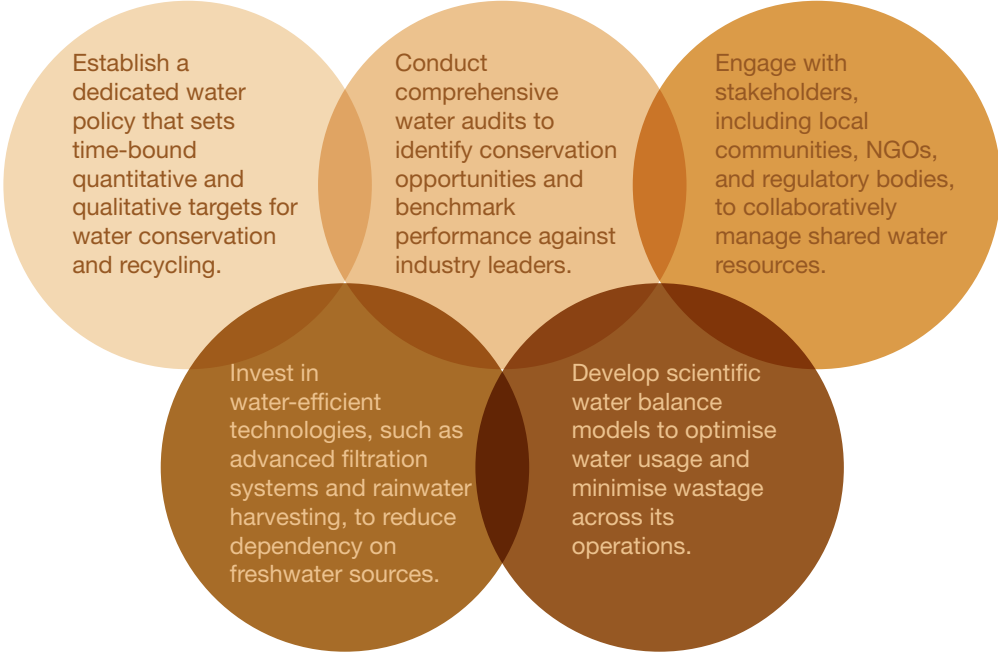 Establish a
dedicated water
policy that sets
time-bound
quantitative and
qualitative targets for
water conservation
and recycling.
Conduct
comprehensive
water audits to
identify conservation
opportunities and
benchmark
performance against
industry leaders.
Engage with
stakeholders,
including local
communities, NGOs,
and regulatory bodies,
to collaboratively
manage shared water
resources.
Invest in
water-efficient
technologies, such as
advanced filtration
systems and rainwater
harvesting, to reduce
dependency on
freshwater sources.
Develop scientific
water balance
models to optimise
water usage and
minimise wastage
across its
operations.